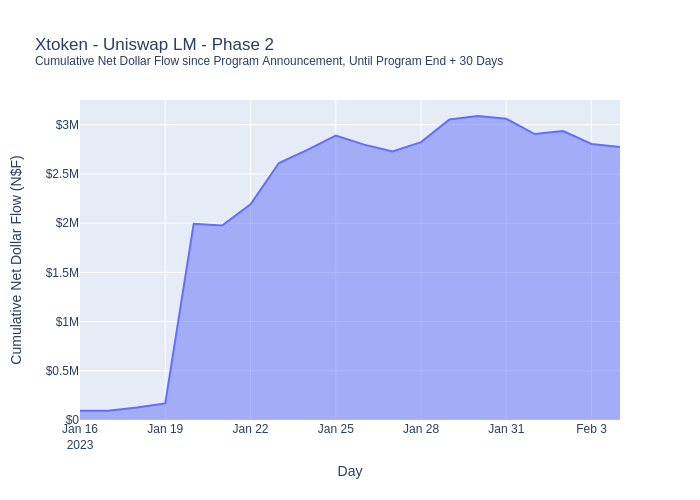 Xtoken - Uniswap LM - Phase 2
Cumulative Net Dollar Flow since Program Announcement, Until Program End + 30 Days
Cumulative Net Dollar Flow (N$F)
$3M
$2.5M
$2M
$1.5M
$1M
$0.5M
$0
Jan 16 Jan 19 Jan 22 Jan 25 Jan 28 Jan 31 Feb 3
2023
Day